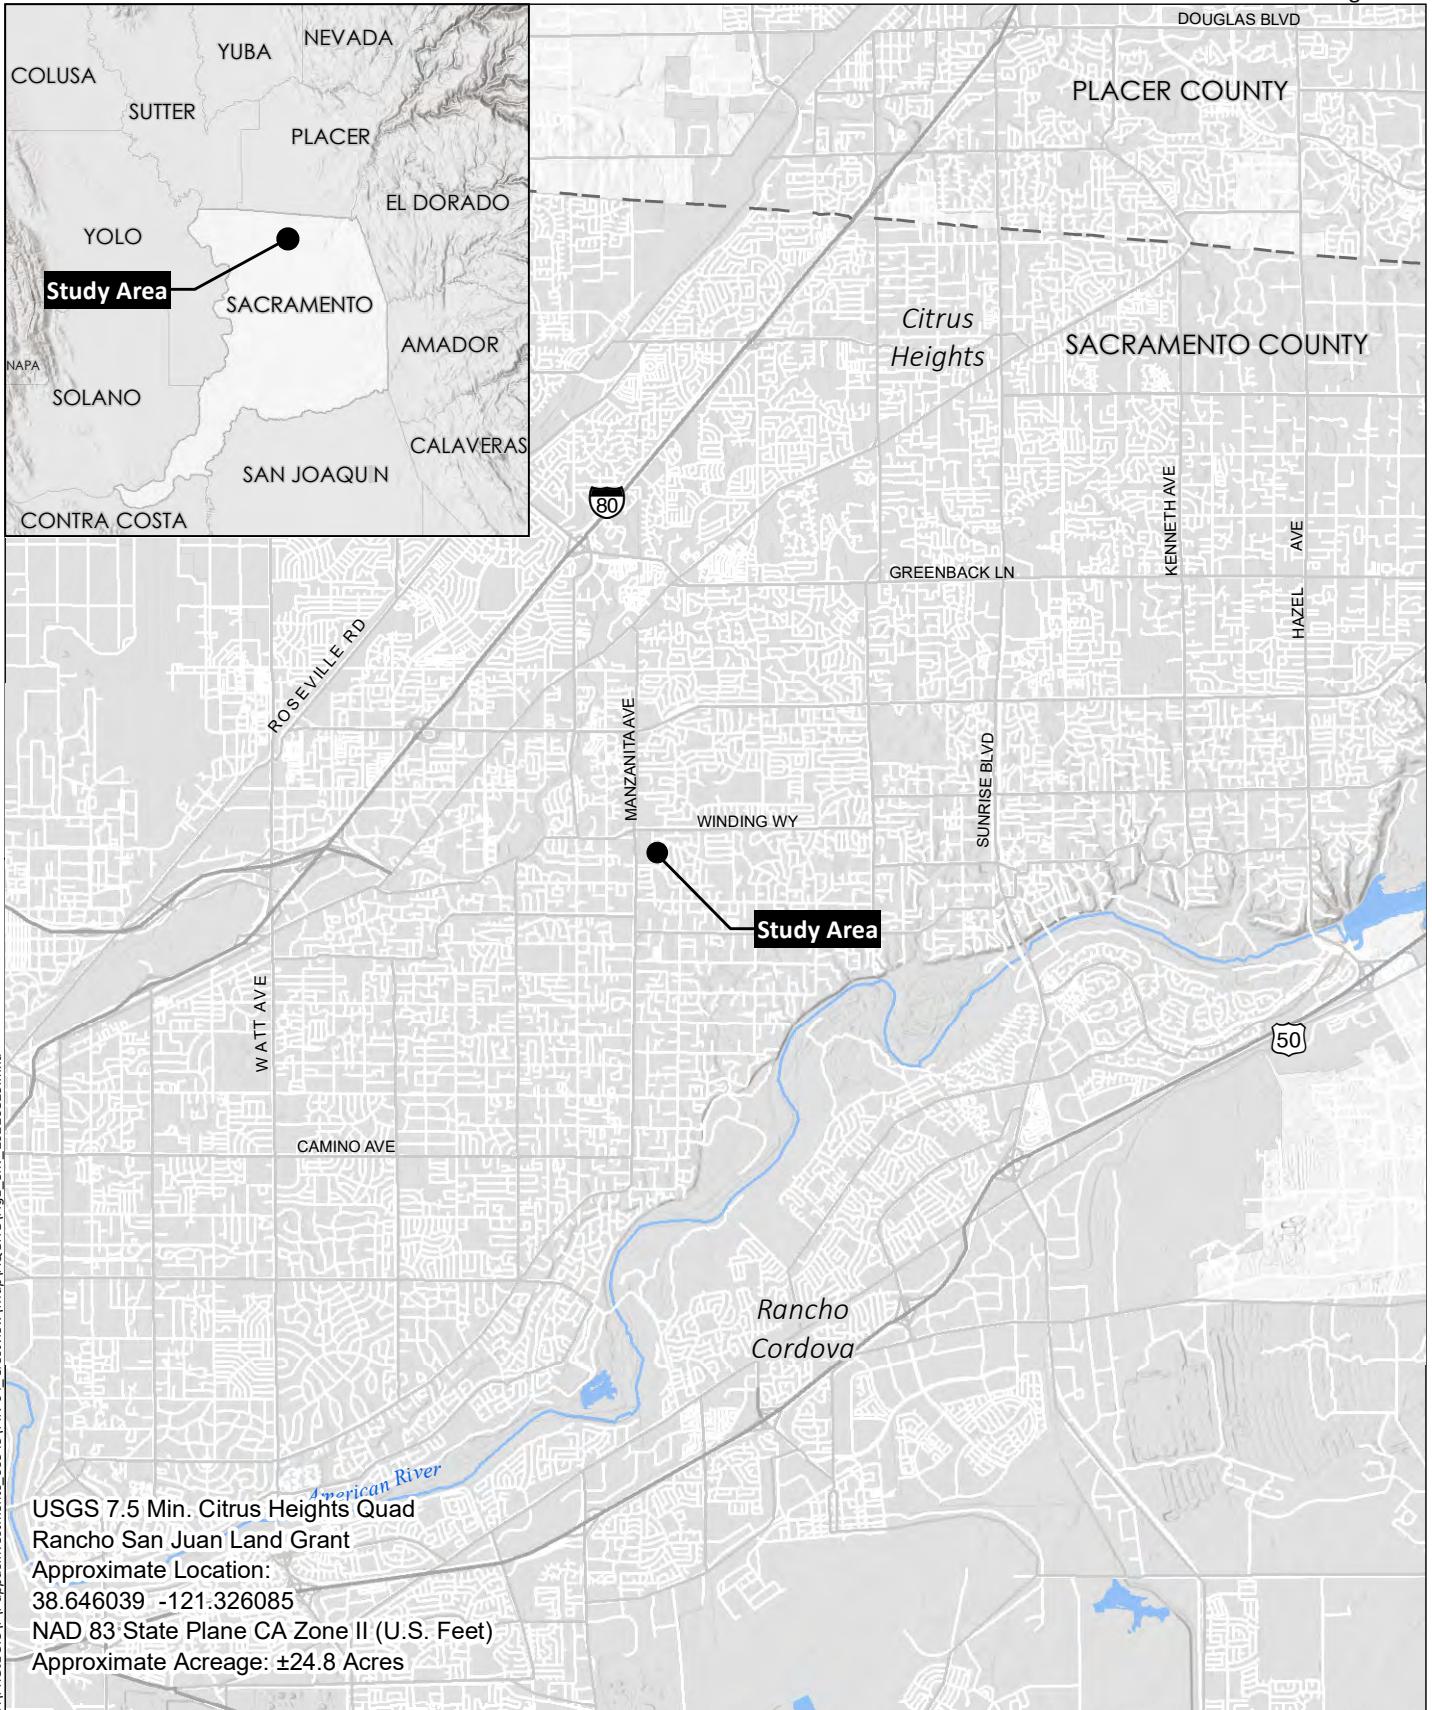 DOUGLAS BLVD
PLACER COUNTY
COLUSA
YUBA
NEVADA
SUTTER
PLACER
EL DORADO
YOLO
Study Area
SACRAMENTO
AMADOR
NAPA
SOLANO
CALAVERAS
SAN JOAQU N
CONTRA COSTA
Citrus
Heights
SACRAMENTO COUNTY
80
KENNETH AVE
HAZEL AVE
GREENBACK LN
ROSEVILLE RD
MANZANITA AVE
SUNRISE BLVD
WINDING WY
Study Area
WATT AVE
50
CAMINO AVE
Rancho
Cordova
American River
USGS 7.5 Min. Citrus Heights Quad
Rancho San Juan Land Grant
Approximate Location:
38.646039 -121.326085
NAD 83 State Plane CA Zone II (U.S. Feet)
Approximate Acreage: ±24.8 Acres